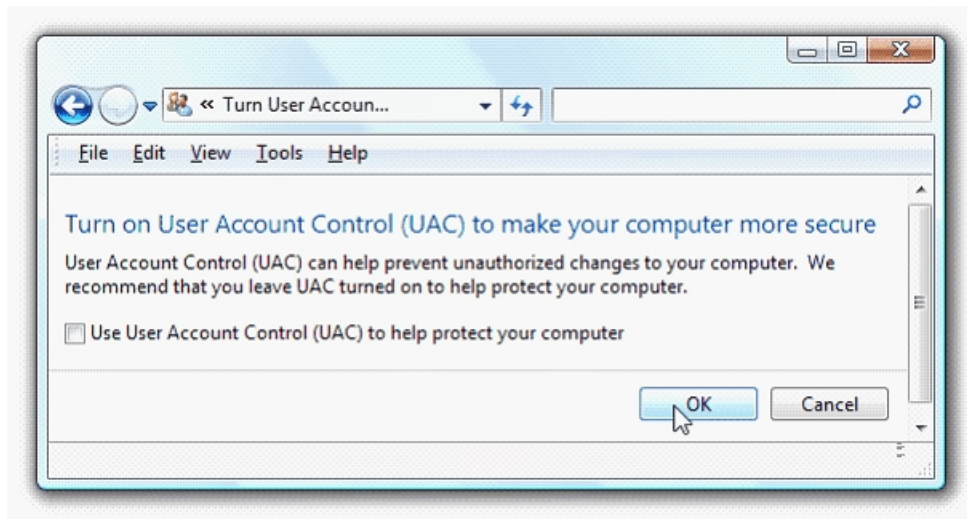 « Turn User Accoun...
File Edit View Tools Help
Turn on User Account Control (UAC) to make your computer more secure
User Account Control (UAC) can help prevent unauthorized changes to your computer. We
recommend that you leave UAC turned on to help protect your computer.
Use User Account Control (UAC) to help protect your computer
OK Cancel